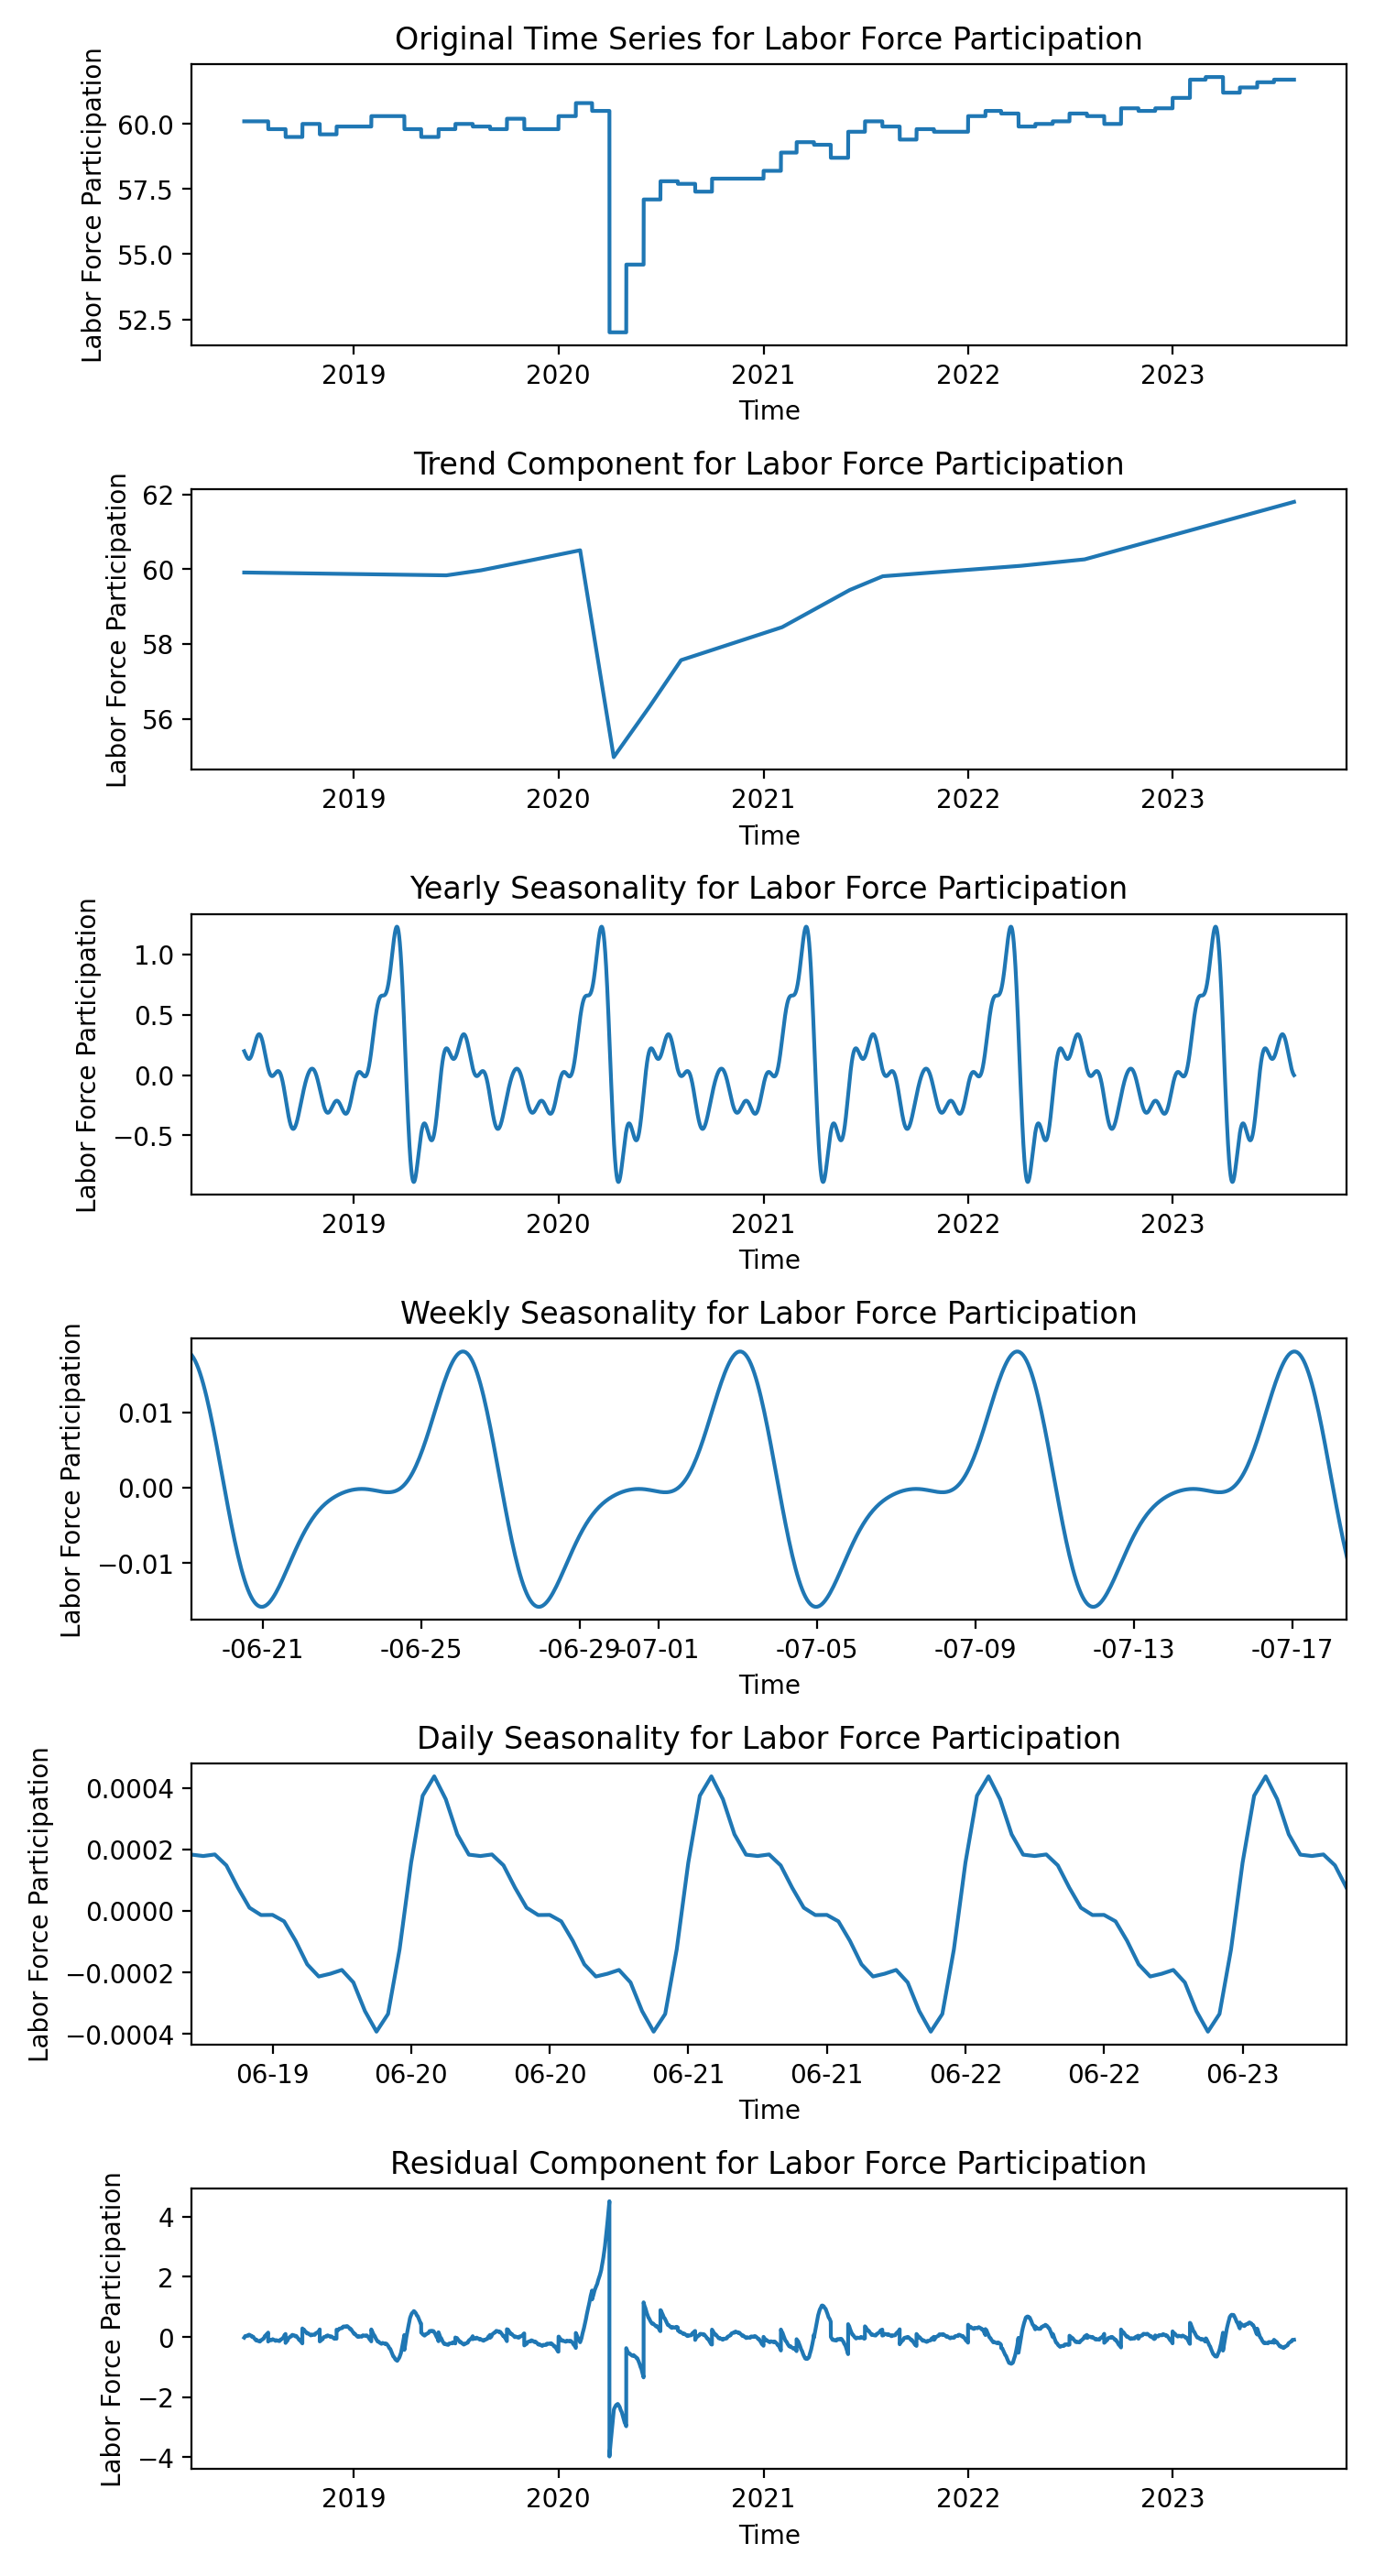 Original Time Series for Labor Force Participation
Labor Force Participation
60.0
57.5
55.0
52.5
2019 2020 2021 2022 2023
Time
Trend Component for Labor Force Participation
Labor Force Participation
62
60
58
56
2019 2020 2021 2022 2023
Time
Yearly Seasonality for Labor Force Participation
Labor Force Participation
1.0
0.5
0.0
−0.5
2019 2020 2021 2022 2023
Time
Weekly Seasonality for Labor Force Participation
Labor Force Participation
0.01
0.00
−0.01
-06-21 -06-25 -06-29 -07-01 -07-05 -07-09 -07-13 -07-17
Time
Daily Seasonality for Labor Force Participation
Labor Force Participation
0.0004
0.0002
0.0000
−0.0002
−0.0004
06-19 06-20 06-20 06-21 06-21 06-22 06-22 06-23
Time
Residual Component for Labor Force Participation
Labor Force Participation
4
2
0
−2
−4
2019 2020 2021 2022 2023
Time